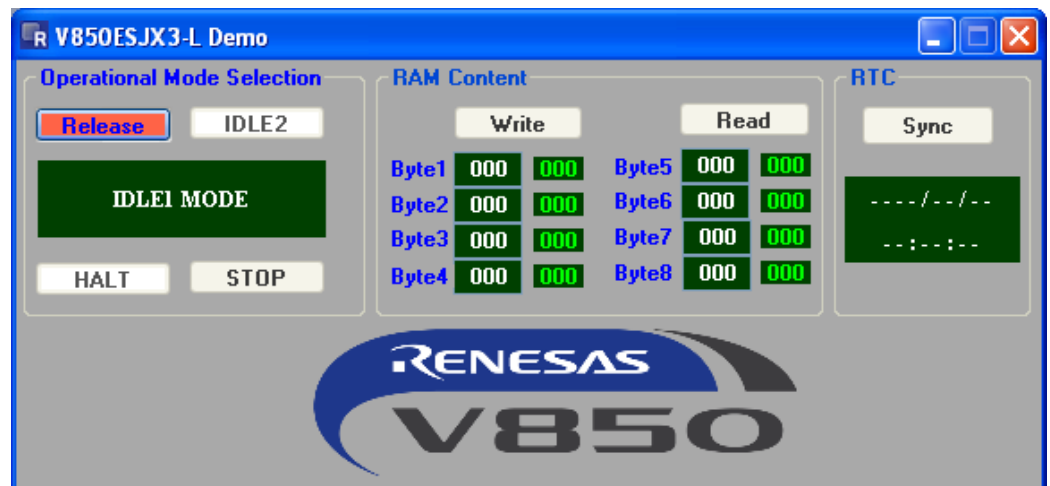 R V850ESJX3-L Demo
Operational Mode Selection
Release IDLE2
IDLE1 MODE
HALT STOP
RAM Content
Write Read
Byte1 000 000 Byte5 000 000
Byte2 000 000 Byte6 000 000
Byte3 000 000 Byte7 000 000
Byte4 000 000 Byte8 000 000
RTC
Sync
----/--/--
--:--:--
RENESAS
V850